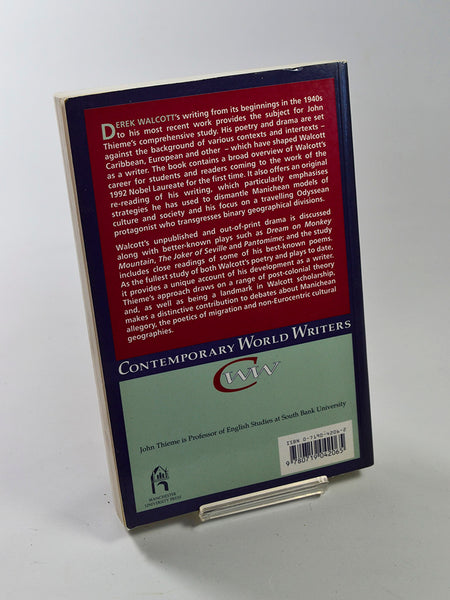 DEREK WALCOTT's writing from its beginnings in the 1940s
to his most recent work provides the subject for John
Thieme's comprehensive study. His poetry and drama are set
against the background of various contexts and intertexts –
Caribbean, European and other – which have shaped Walcott
as a writer. The book contains a broad overview of Walcott's
career for students and readers coming to the work of the
1992 Nobel Laureate for the first time. It also offers an original
re-reading of his writing, which particularly emphasises
strategies he has used to dismantle Manichean models of
culture and society and his focus on a travelling Odyssean
protagonist who transgresses binary geographical divisions.
Walcott's unpublished and out-of-print drama is discussed
along with better-known plays such as Dream on Monkey
Mountain, The Joker of Seville and Pantomime; and the study
includes close readings of some of his best-known poems.
As the fullest study of both Walcott's poetry and plays to date,
it provides a unique account of his development as a writer.
Thieme's approach draws on a range of post-colonial theory
and, as well as being a landmark in Walcott scholarship,
makes a distinctive contribution to debates about Manichean
allegory, the poetics of migration and non-Eurocentric cultural
geographies.
CONTEMPORARY WORLD WRITERS
CWW
John Thieme is Professor of English Studies at South Bank University
MANCHESTER
UNIVERSITY PRESS
ISBN 0-7190-4206-2
9 780719 042065